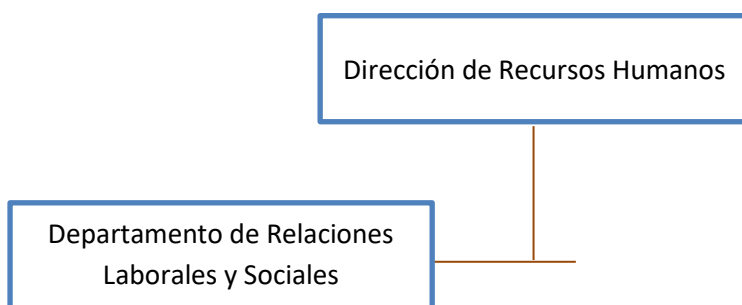 Dirección de Recursos Humanos
Departamento de Relaciones
Laborales y Sociales